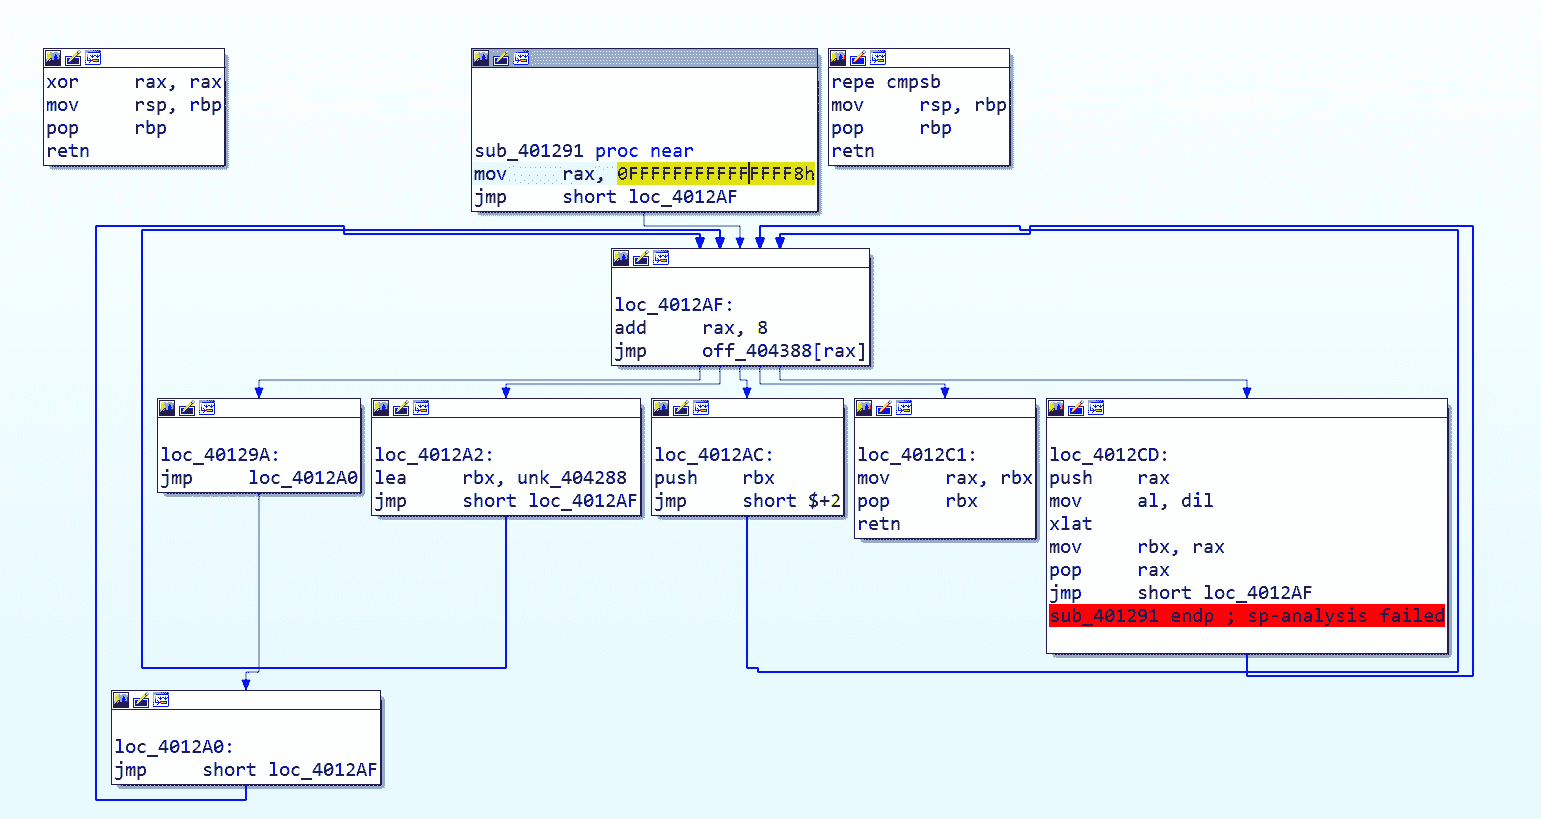 xor rax, rax
mov rsp, rbp
pop rbp
retn
sub_401291 proc near
mov rax, 0FFFFFFFFFFFFFFF8h
jmp short loc_4012AF
repe cmpsb
mov rsp, rbp
pop rbp
retn
loc_4012AF:
add rax, 8
jmp off_404388[rax]
loc_40129A:
jmp loc_4012A0
loc_4012A2:
lea rbx, unk_404288
jmp short loc_4012AF
loc_4012AC:
push rbx
jmp short $+2
loc_4012C1:
mov rax, rbx
pop rbx
retn
loc_4012CD:
push rax
mov al, dil
xlat
mov rbx, rax
pop rax
jmp short loc_4012AF
sub_401291 endp ; sp-analysis failed
loc_4012A0:
jmp short loc_4012AF